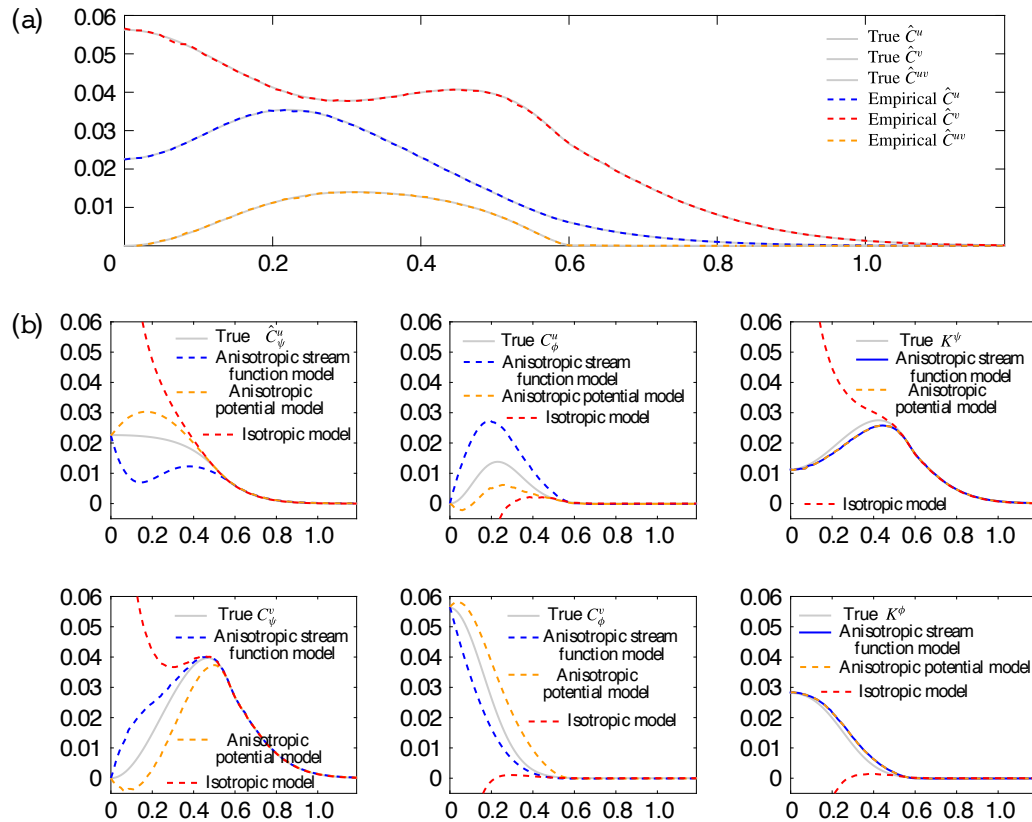 (a)
0.06
0.05
0.04
0.03
0.02
0.01
0 0.2 0.4 0.6 0.8 1.0
True Ĉᵘ
True Ĉᵛ
True Ĉᵘᵛ
Empirical Ĉᵘ
Empirical Ĉᵛ
Empirical Ĉᵘᵛ
(b)
0.06
0.05
0.04
0.03
0.02
0.01
0
0 0.2 0.4 0.6 0.8 1.0
True Ĉ^u_ψ
Anisotropic stream
function model
Anisotropic
potential model
Isotropic model
0.06
0.05
0.04
0.03
0.02
0.01
0
0 0.2 0.4 0.6 0.8 1.0
True C^u_ϕ
Anisotropic stream
function model
Anisotropic potential model
Isotropic model
0.06
0.05
0.04
0.03
0.02
0.01
0
0 0.2 0.4 0.6 0.8 1.0
True K^ψ
Anisotropic stream
function model
Anisotropic
potential model
Isotropic model
0.06
0.05
0.04
0.03
0.02
0.01
0
0 0.2 0.4 0.6 0.8 1.0
True C^v_ψ
Anisotropic stream
function model
Anisotropic
potential model
Isotropic model
0.06
0.05
0.04
0.03
0.02
0.01
0
0 0.2 0.4 0.6 0.8 1.0
True C^v_ϕ
Anisotropic stream
function model
Anisotropic
potential model
Isotropic model
0.06
0.05
0.04
0.03
0.02
0.01
0
0 0.2 0.4 0.6 0.8 1.0
True K^ϕ
Anisotropic stream
function model
Anisotropic potential model
Isotropic model